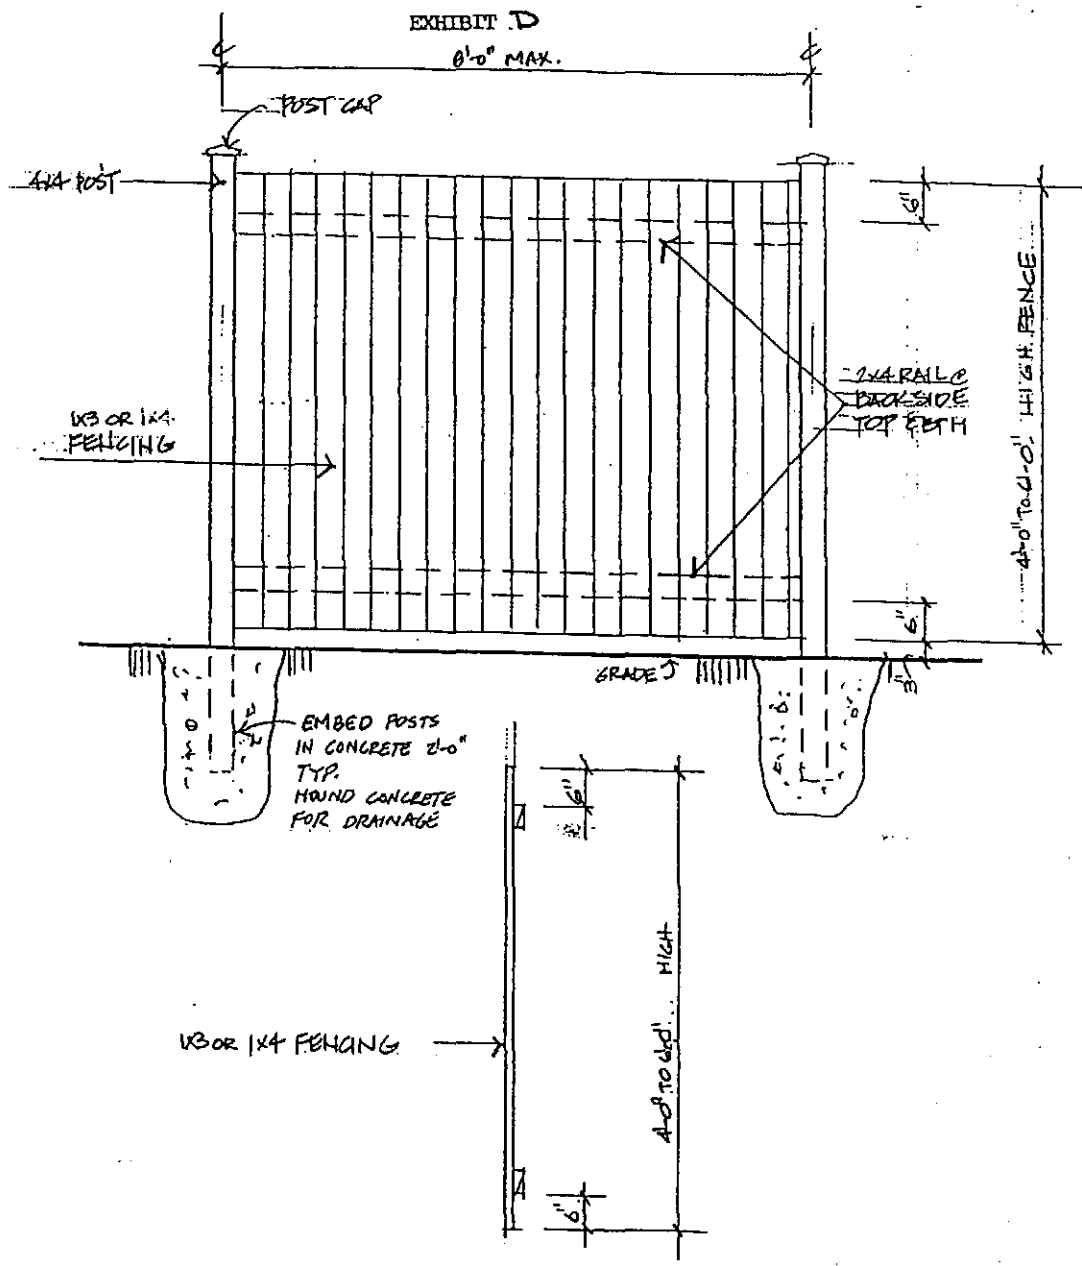 EXHIBIT D
8'-0" MAX.
POST CAP
4x4 POST
6"
4'-0" TO 6'-0" HIGH FENCE
2x4 RAIL @
BACKSIDE
TOP & BTM
1x3 OR 1x4
FENCING
6"
3"
GRADE
EMBED POSTS
IN CONCRETE 2'-0"
TYP.
MOUND CONCRETE
FOR DRAINAGE
6"
4'-0" TO 6'-0" HIGH
1x3 OR 1x4 FENCING
6"